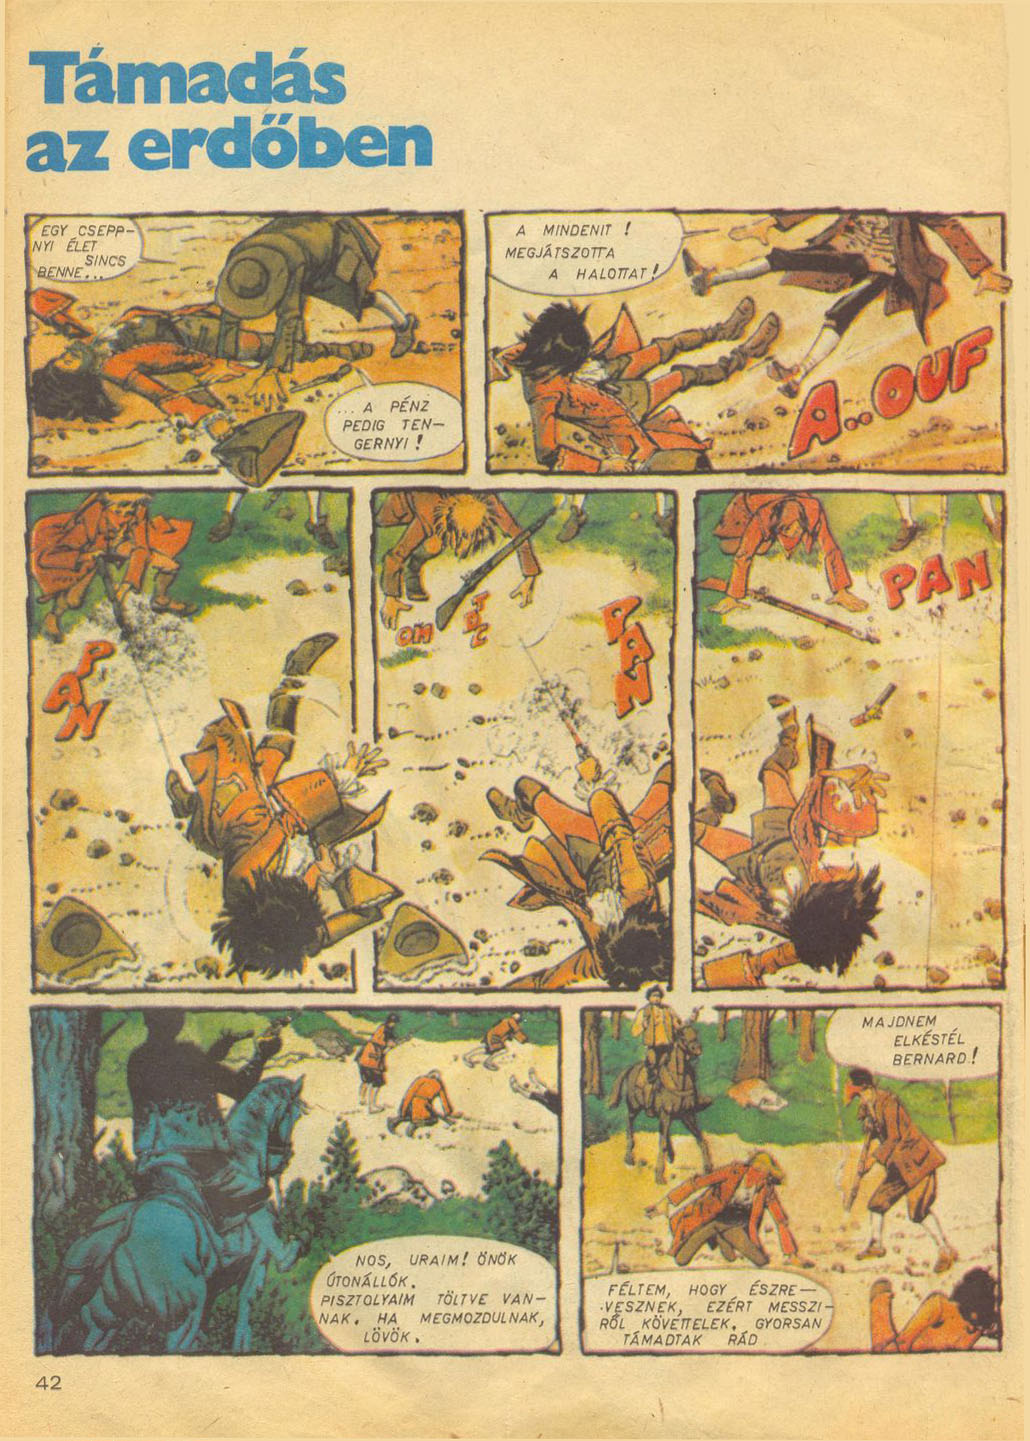 Támadás
az erdőben
EGY CSEPP-
NYI ÉLET
SINCS
BENNE...
... A PÉNZ
PEDIG TEN-
GERNYI !
A MINDENIT !
MEGJÁTSZOTTA
A HALOTTAT !
A..OUF
PAN
OM
TOC
PAN
PAN
NOS, URAIM! ÖNÖK
ÚTONÁLLÓK.
PISZTOLYAIM TÖLTVE VAN-
NAK. HA MEGMOZDULNAK,
LÖVÖK.
MAJDNEM
ELKÉSTÉL
BERNARD !
FÉLTEM, HOGY ÉSZRE-
VESZNEK, EZÉRT MESSZI-
RŐL KÖVETTELEK. GYORSAN
TÁMADTAK RÁD
42